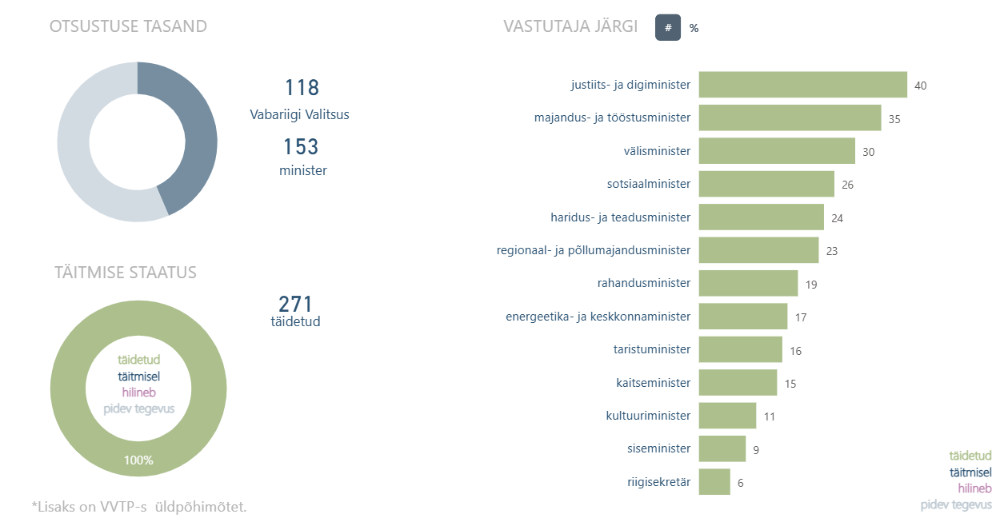 OTSUSTUSE TASAND
118
Vabariigi Valitsus
153
minister
TÄITMISE STAATUS
271
täidetud
täidetud
täitmisel
hilineb
pidev tegevus
100%
*Lisaks on VVTP-s üldpõhimõtet.
VASTUTAJA JÄRGI # %
justiits- ja digiminister 40
majandus- ja tööstusminister 35
välisminister 30
sotsiaalminister 26
haridus- ja teadusminister 24
regionaal- ja põllumajandusminister 23
rahandusminister 19
energeetika- ja keskkonnaminister 17
taristuminister 16
kaitseminister 15
kultuuriminister 11
siseminister 9
riigisekretär 6
täidetud
täitmisel
hilineb
pidev tegevus